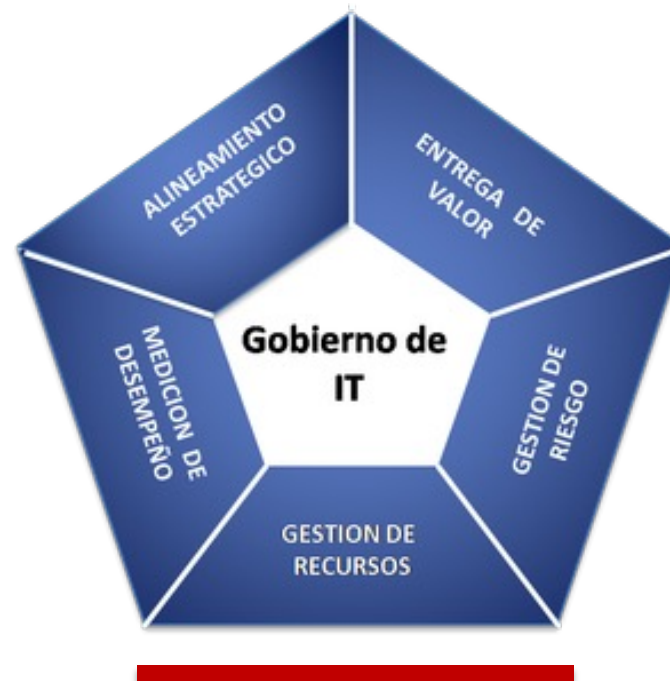 ALINEAMIENTO
ESTRATEGICO
ENTREGA DE
VALOR
Gobierno de
IT
MEDICION DE
DESEMPEÑO
GESTION DE
RIESGO
GESTION DE
RECURSOS